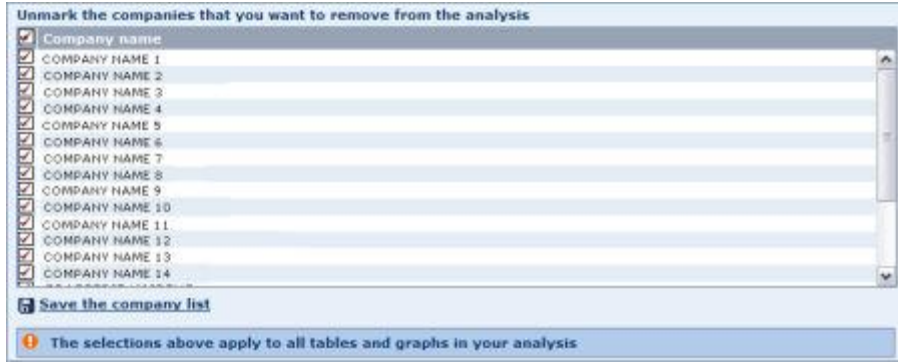 Unmark the companies that you want to remove from the analysis
Company name
COMPANY NAME 1
COMPANY NAME 2
COMPANY NAME 3
COMPANY NAME 4
COMPANY NAME 5
COMPANY NAME 6
COMPANY NAME 7
COMPANY NAME 8
COMPANY NAME 9
COMPANY NAME 10
COMPANY NAME 11
COMPANY NAME 12
COMPANY NAME 13
COMPANY NAME 14
Save the company list
The selections above apply to all tables and graphs in your analysis